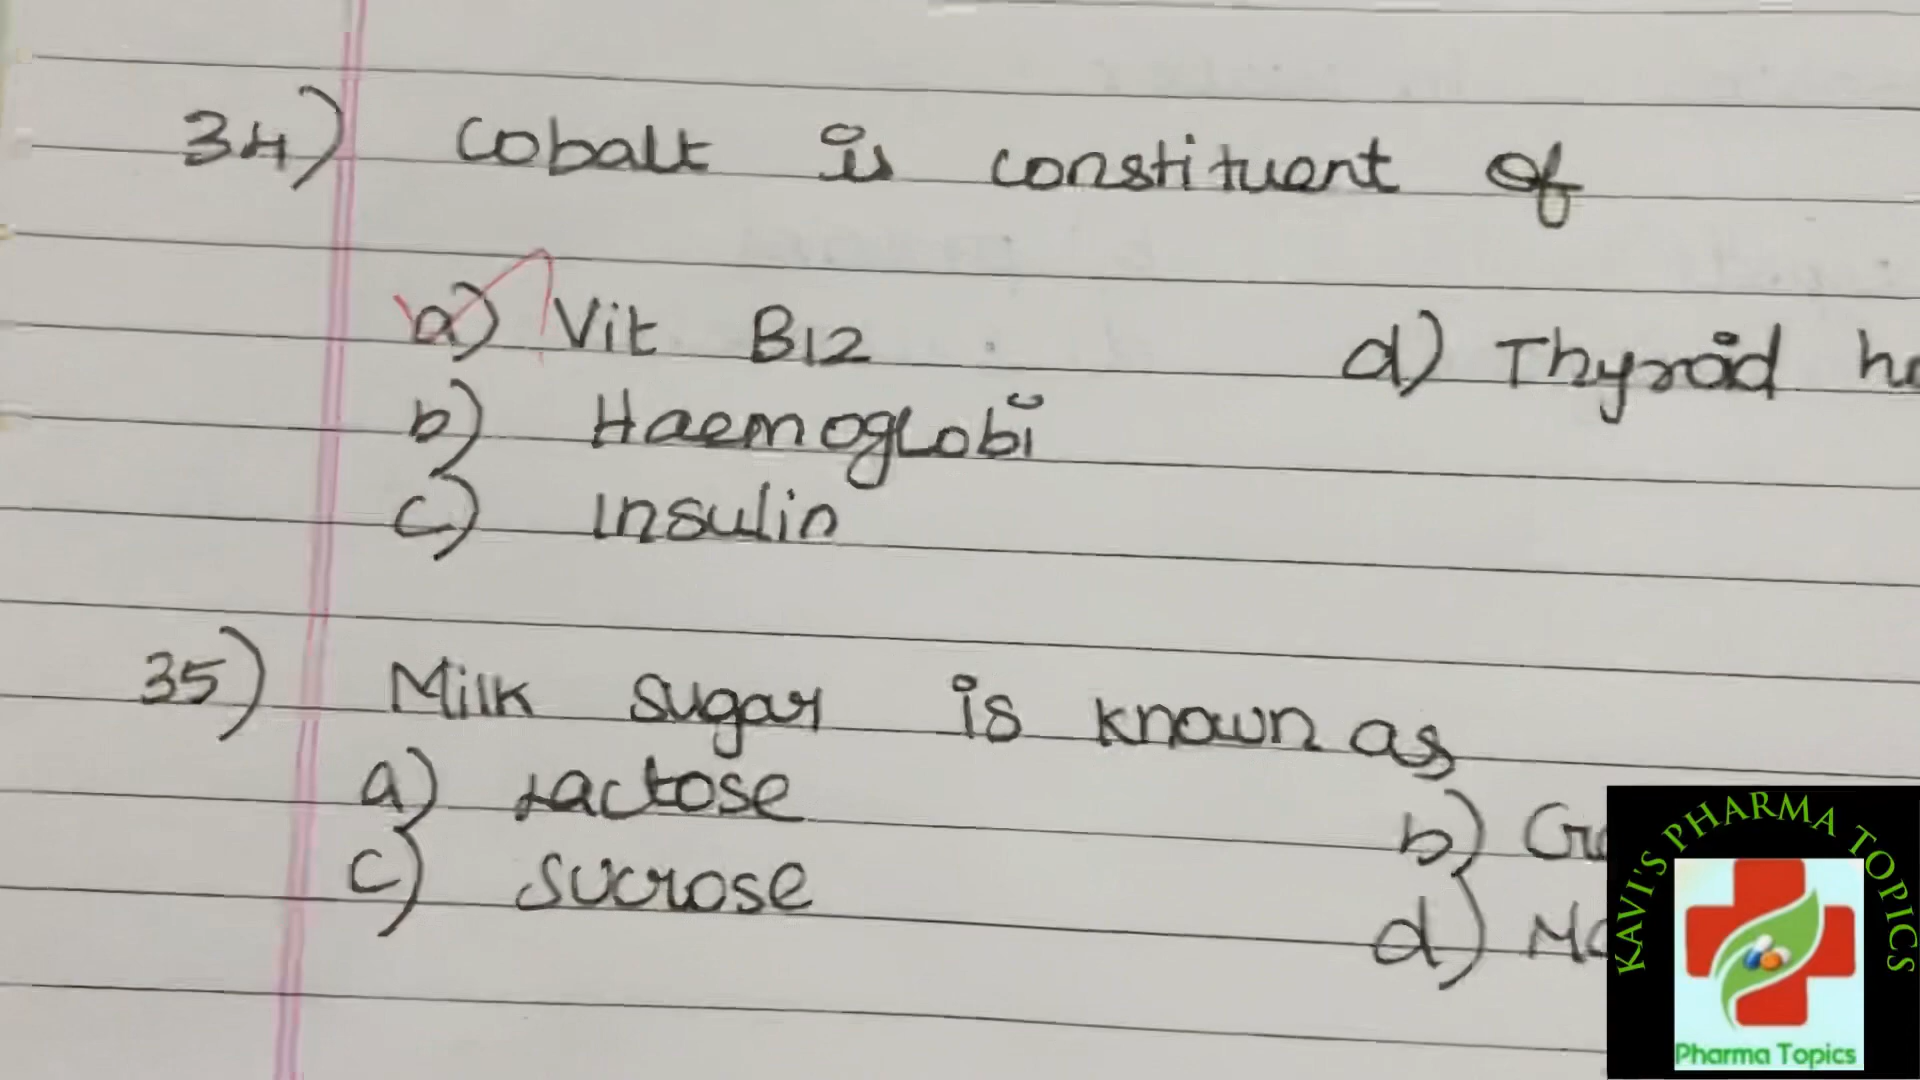 34) Cobalt is constituent of
a) Vit B12 d) Thyroid
b) Haemoglobi
c) Insulin
35) Milk sugar is known as
a) Lactose b)
c) Sucrose d)
KAVI'S PHARMA TOPICS
Pharma Topics